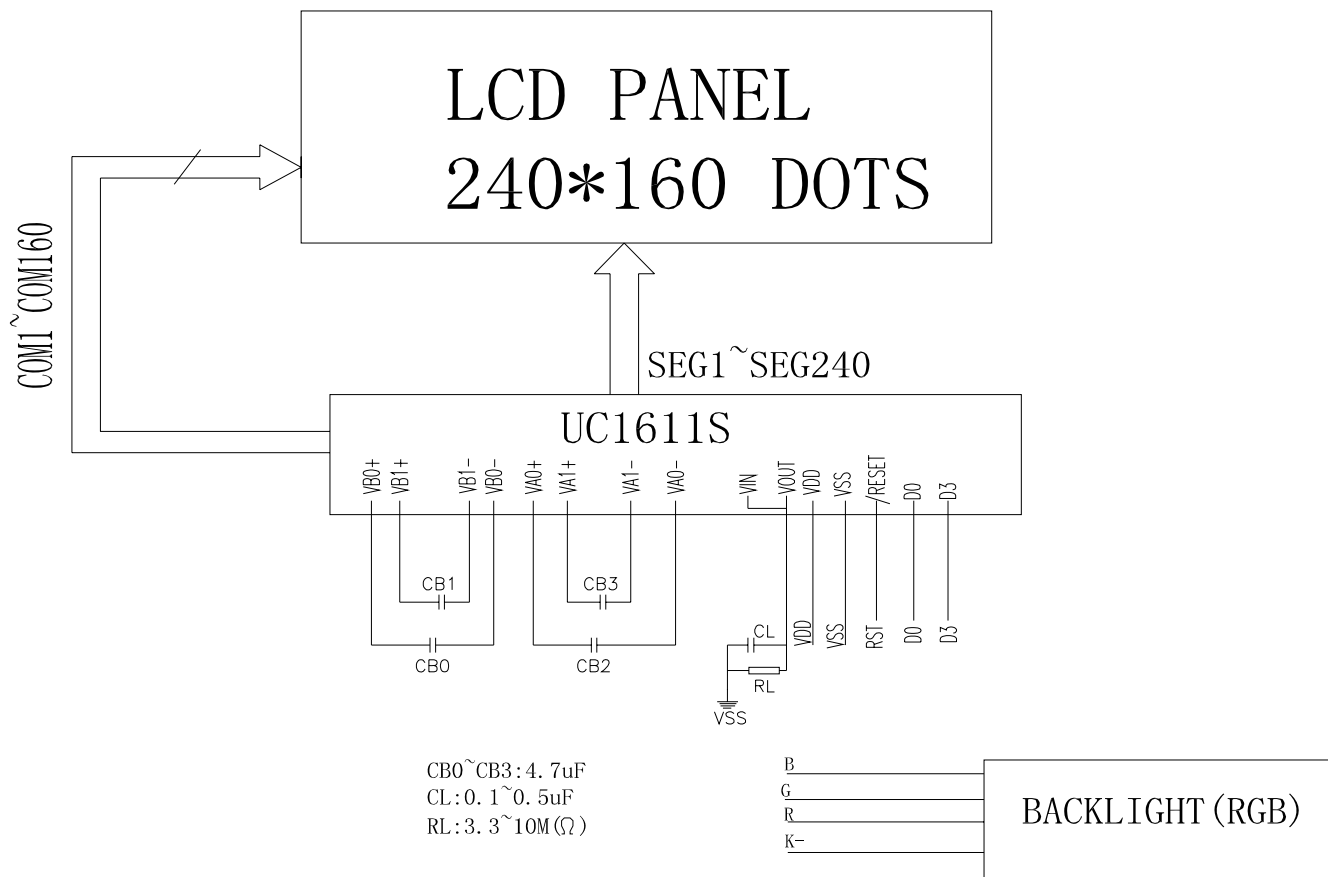 LCD PANEL
240*160 DOTS
COM1~COM160
SEG1~SEG240
UC1611S
VB0+
VB1+
VB1-
VB0-
VA0+
VA1+
VA1-
VA0-
VIN
VOUT
VDD
VSS
/RESET
D0
D3
CB1
CB3
CB0
CB2
CL
RL
VSS
VDD
VSS
RST
D0
D3
CB0~CB3:4.7uF
CL:0.1~0.5uF
RL:3.3~10M(Ω)
B
G
R
K-
BACKLIGHT(RGB)